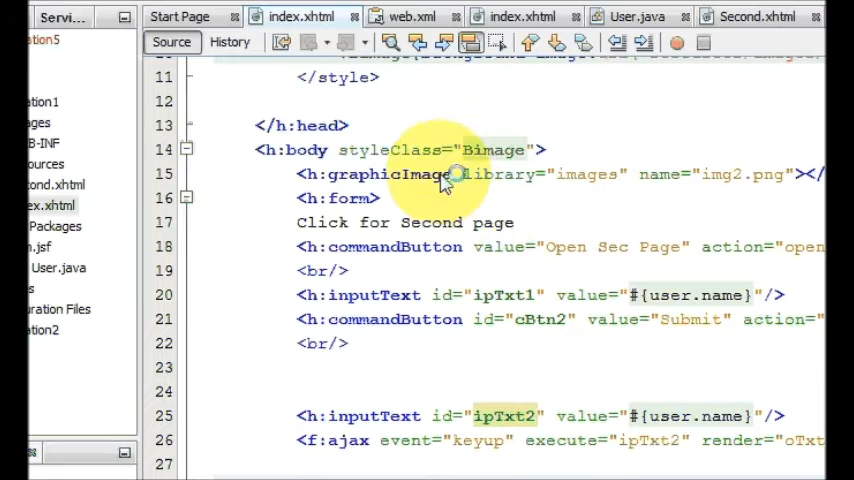 Servi...
Start Page
index.xhtml
web.xml
index.xhtml
User.java
Second.xhtml
Source
History
ation5
ation1
ages
B-INF
ources
ond.xhtml
ex.xhtml
Packages
n.jsf
User.java
s
uration Files
ation2
11 </style>
12
13 </h:head>
14 <h:body styleClass="Bimage">
15 <h:graphicImage library="images" name="img2.png"></
16 <h:form>
17 Click for Second page
18 <h:commandButton value="Open Sec Page" action="open
19 <br/>
20 <h:inputText id="ipTxt1" value="#{user.name}"/>
21 <h:commandButton id="cBtn2" value="Submit" action="
22 <br/>
23
24
25 <h:inputText id="ipTxt2" value="#{user.name}"/>
26 <f:ajax event="keyup" execute="ipTxt2" render="oTxt
27